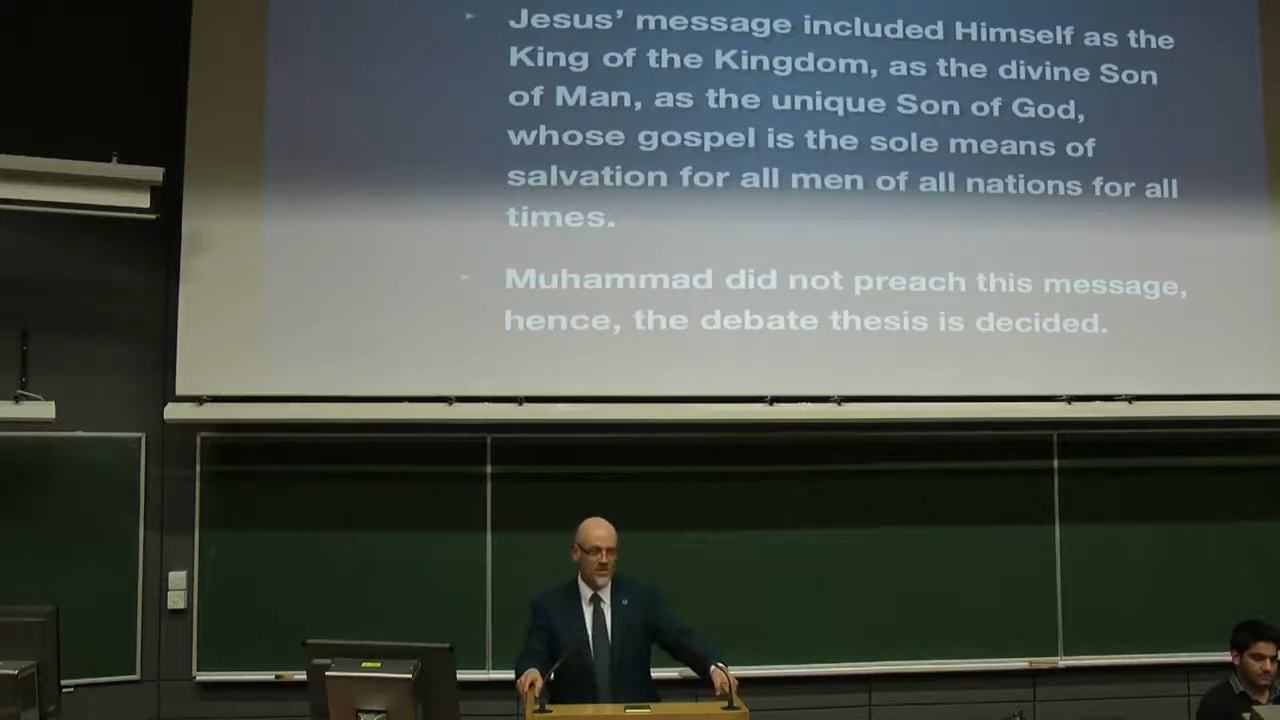 Jesus’ message included Himself as the
King of the Kingdom, as the divine Son
of Man, as the unique Son of God,
whose gospel is the sole means of
salvation for all men of all nations for all
times.
Muhammad did not preach this message,
hence, the debate thesis is decided.